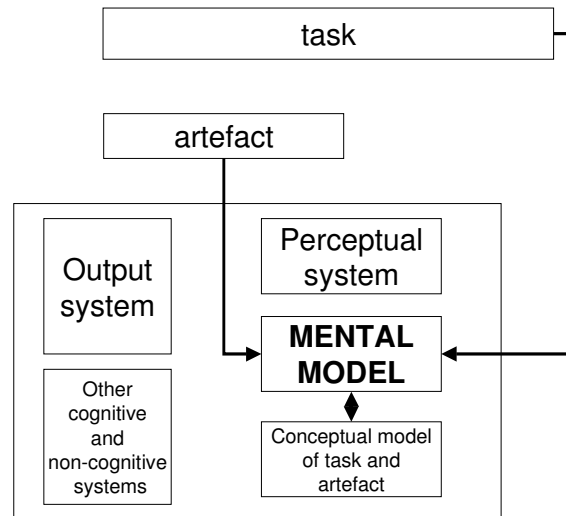 task
artefact
Output
system
Perceptual
system
MENTAL
MODEL
Other
cognitive
and
non-cognitive
systems
Conceptual model
of task and
artefact